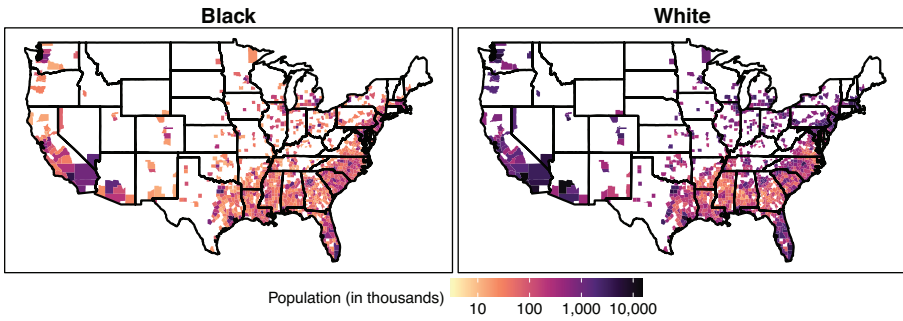 Black
White
Population (in thousands)
10
100
1,000
10,000